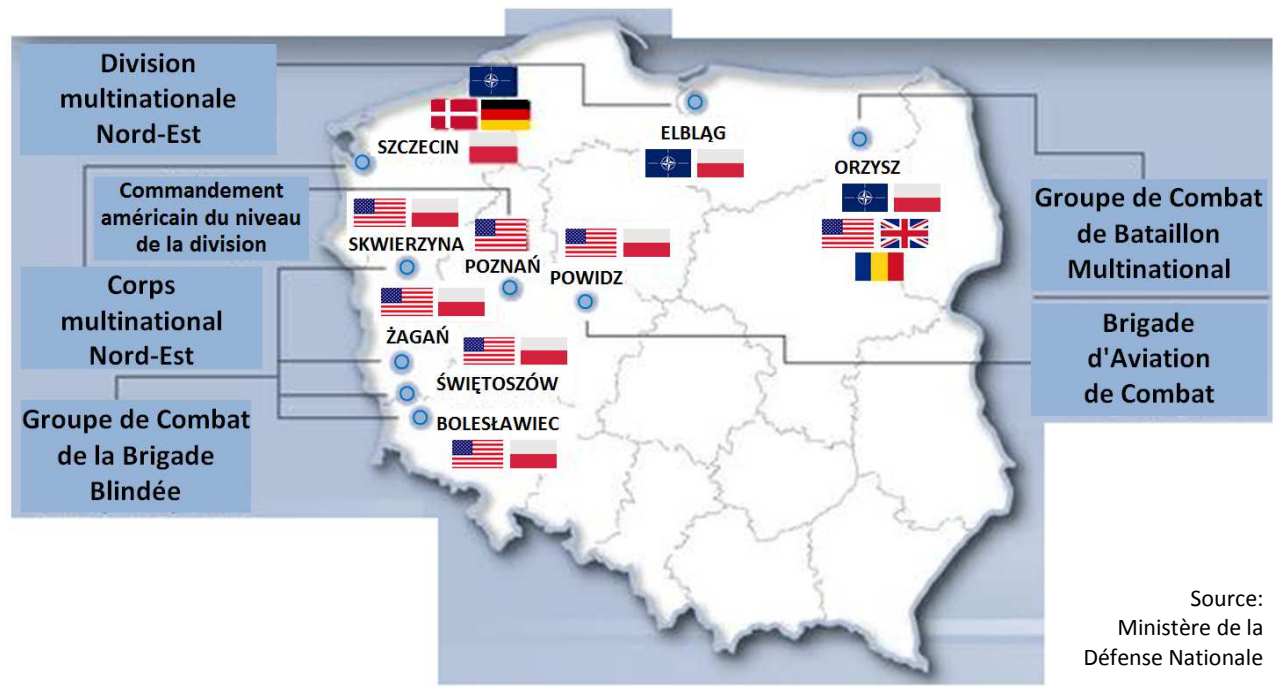 Division
multinationale
Nord-Est
Commandement
américain du niveau
de la division
Corps
multinational
Nord-Est
Groupe de Combat
de la Brigade
Blindée
SZCZECIN
ELBLĄG
ORZYSZ
SKWIERZYNA
POZNAŃ
POWIDZ
ŻAGAŃ
ŚWIĘTOSZÓW
BOLESŁAWIEC
Groupe de Combat
de Bataillon
Multinational
Brigade
d'Aviation
de Combat
Source:
Ministère de la
Défense Nationale